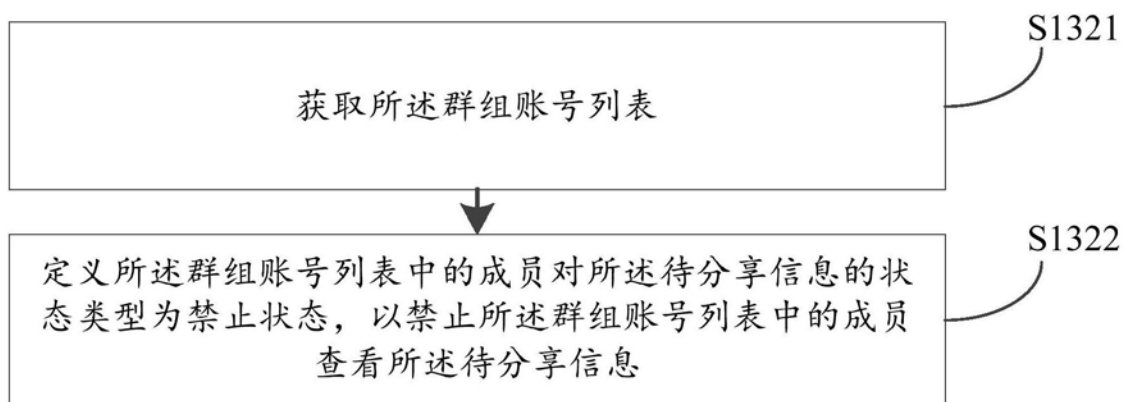 S1321
获取所述群组账号列表
S1322
定义所述群组账号列表中的成员对所述待分享信息的状
态类型为禁止状态，以禁止所述群组账号列表中的成员
查看所述待分享信息